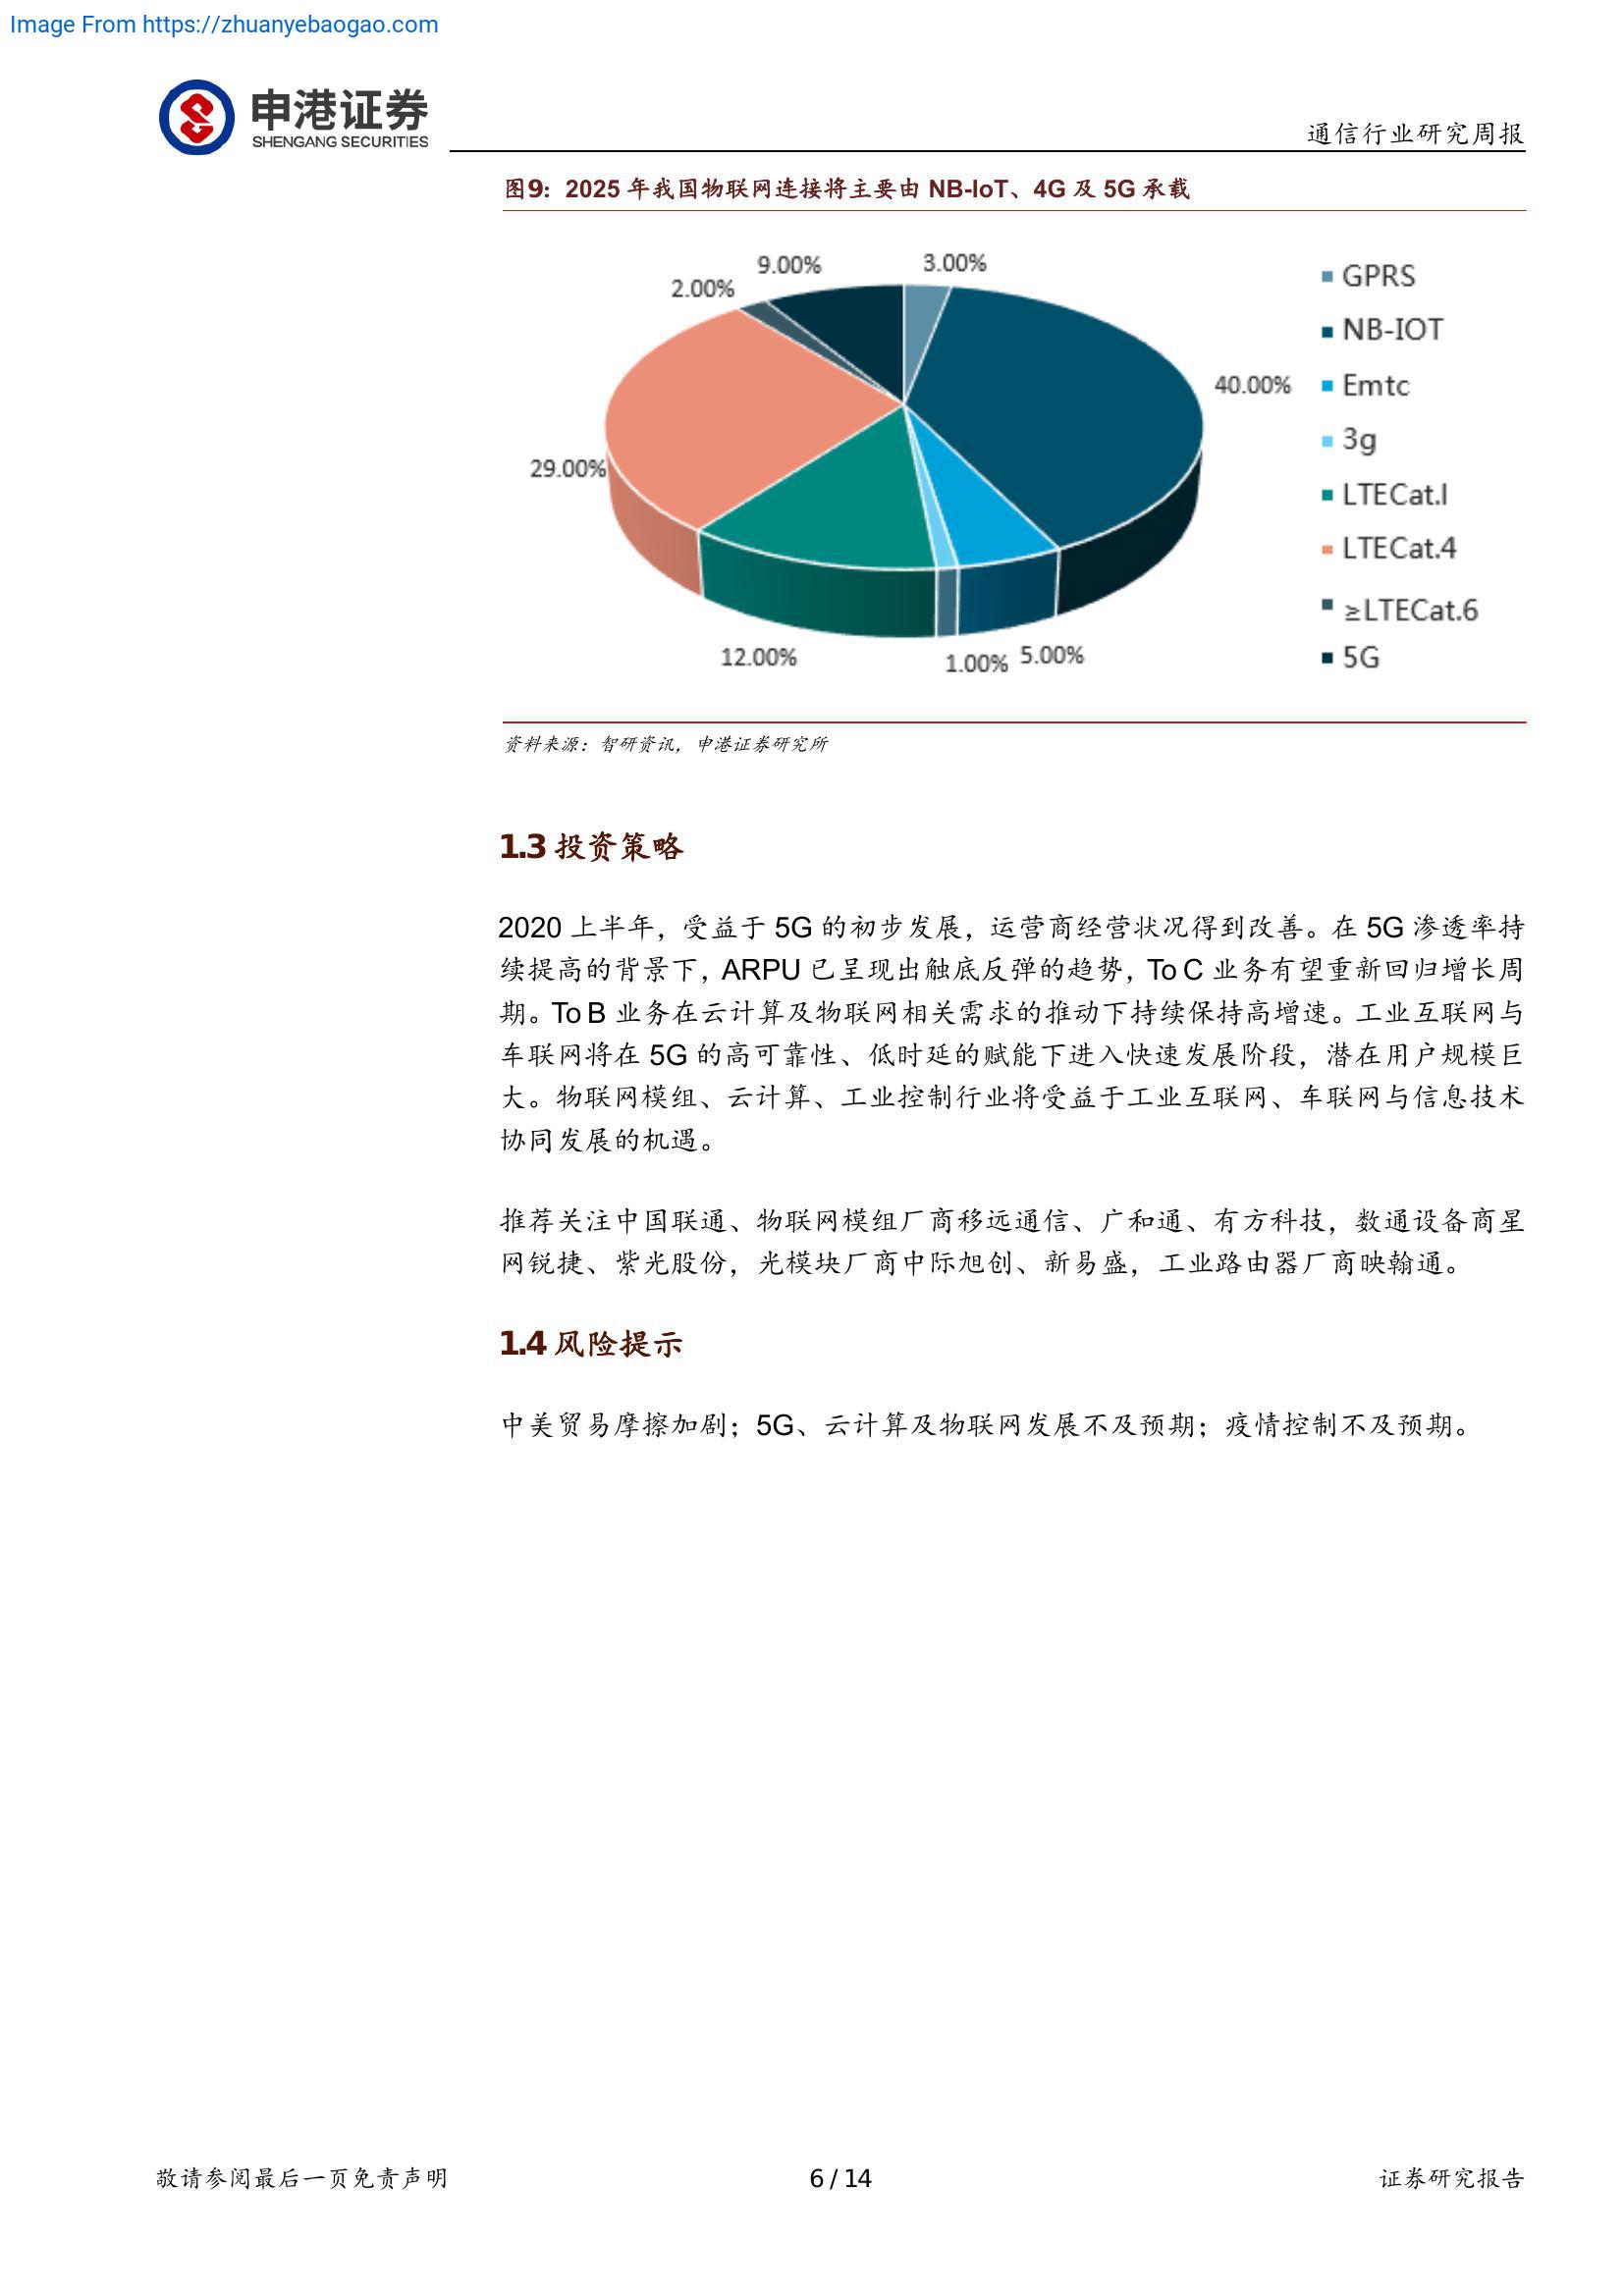 Image From https://zhuanyebaogao.com
申港证券
SHENGANG SECURITIES
通信行业研究周报
图9：2025 年我国物联网连接将主要由 NB-IoT、4G 及 5G 承载
9.00%
3.00%
2.00%
40.00%
29.00%
12.00%
1.00%
5.00%
GPRS
NB-IOT
Emtc
3g
LTECat.l
LTECat.4
≥LTECat.6
5G
资料来源：智研资讯，申港证券研究所
1.3 投资策略
2020 上半年，受益于 5G 的初步发展，运营商经营状况得到改善。在 5G 渗透率持
续提高的背景下，ARPU 已呈现出触底反弹的趋势，To C 业务有望重新回归增长周
期。To B 业务在云计算及物联网相关需求的推动下持续保持高增速。工业互联网与
车联网将在 5G 的高可靠性、低时延的赋能下进入快速发展阶段，潜在用户规模巨
大。物联网模组、云计算、工业控制行业将受益于工业互联网、车联网与信息技术
协同发展的机遇。
推荐关注中国联通、物联网模组厂商移远通信、广和通、有方科技，数通设备商星
网锐捷、紫光股份，光模块厂商中际旭创、新易盛，工业路由器厂商映翰通。
1.4 风险提示
中美贸易摩擦加剧；5G、云计算及物联网发展不及预期；疫情控制不及预期。
敬请参阅最后一页免责声明
6 / 14
证券研究报告